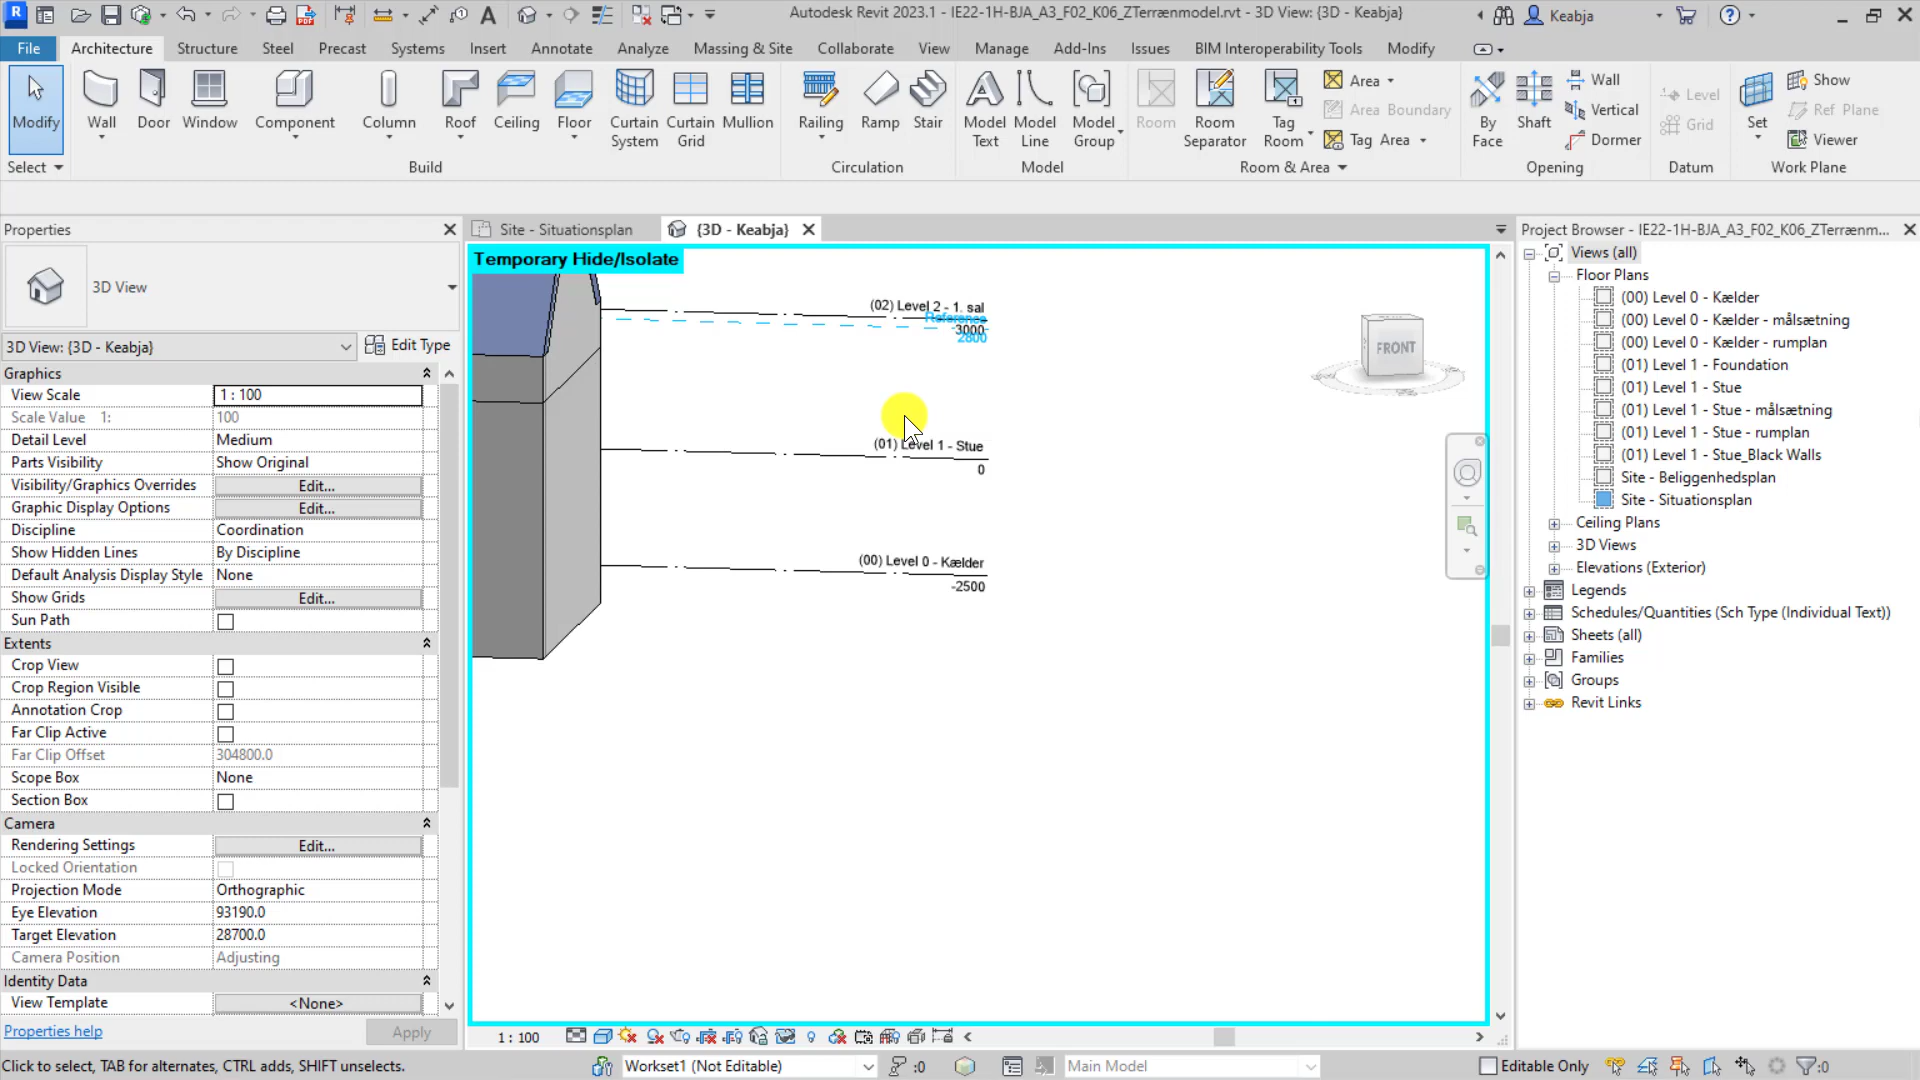 Autodesk Revit 2023.1 - IE22-1H-BJA_A3_F02_K06_ZTerrænmodel.rvt - 3D View: {3D - Keabja}
Keabja
File Architecture Structure Steel Precast Systems Insert Annotate Analyze Massing & Site Collaborate View Manage Add-Ins Issues BIM Interoperability Tools Modify
Modify
Wall
Door
Window
Component
Column
Roof
Ceiling
Floor
Curtain System
Curtain Grid
Mullion
Railing
Ramp
Stair
Model Text
Model Line
Model Group
Room
Room Separator
Tag Room
Area
Area Boundary
Tag Area
By Face
Shaft
Wall
Vertical
Dormer
Level
Grid
Set
Show
Ref Plane
Viewer
Select
Build
Circulation
Model
Room & Area
Opening
Datum
Work Plane
Properties
3D View
3D View: {3D - Keabja}
Edit Type
Graphics
View Scale 1 : 100
Scale Value 1: 100
Detail Level Medium
Parts Visibility Show Original
Visibility/Graphics Overrides Edit...
Graphic Display Options Edit...
Discipline Coordination
Show Hidden Lines By Discipline
Default Analysis Display Style None
Show Grids Edit...
Sun Path
Extents
Crop View
Crop Region Visible
Annotation Crop
Far Clip Active
Far Clip Offset 304800.0
Scope Box None
Section Box
Camera
Rendering Settings Edit...
Locked Orientation
Projection Mode Orthographic
Eye Elevation 93190.0
Target Elevation 28700.0
Camera Position Adjusting
Identity Data
View Template <None>
Properties help
Apply
Site - Situationsplan
{3D - Keabja}
Temporary Hide/Isolate
(02) Level 2 - 1. sal
Reference
3000
2800
(01) Level 1 - Stue
0
(00) Level 0 - Kælder
-2500
FRONT
Project Browser - IE22-1H-BJA_A3_F02_K06_ZTerrænm...
Views (all)
Floor Plans
(00) Level 0 - Kælder
(00) Level 0 - Kælder - målsætning
(00) Level 0 - Kælder - rumplan
(01) Level 1 - Foundation
(01) Level 1 - Stue
(01) Level 1 - Stue - målsætning
(01) Level 1 - Stue - rumplan
(01) Level 1 - Stue_Black Walls
Site - Beliggenhedsplan
Site - Situationsplan
Ceiling Plans
3D Views
Elevations (Exterior)
Legends
Schedules/Quantities (Sch Type (Individual Text))
Sheets (all)
Families
Groups
Revit Links
1 : 100
Click to select, TAB for alternates, CTRL adds, SHIFT unselects.
Workset1 (Not Editable)
:0
Main Model
Editable Only
:0